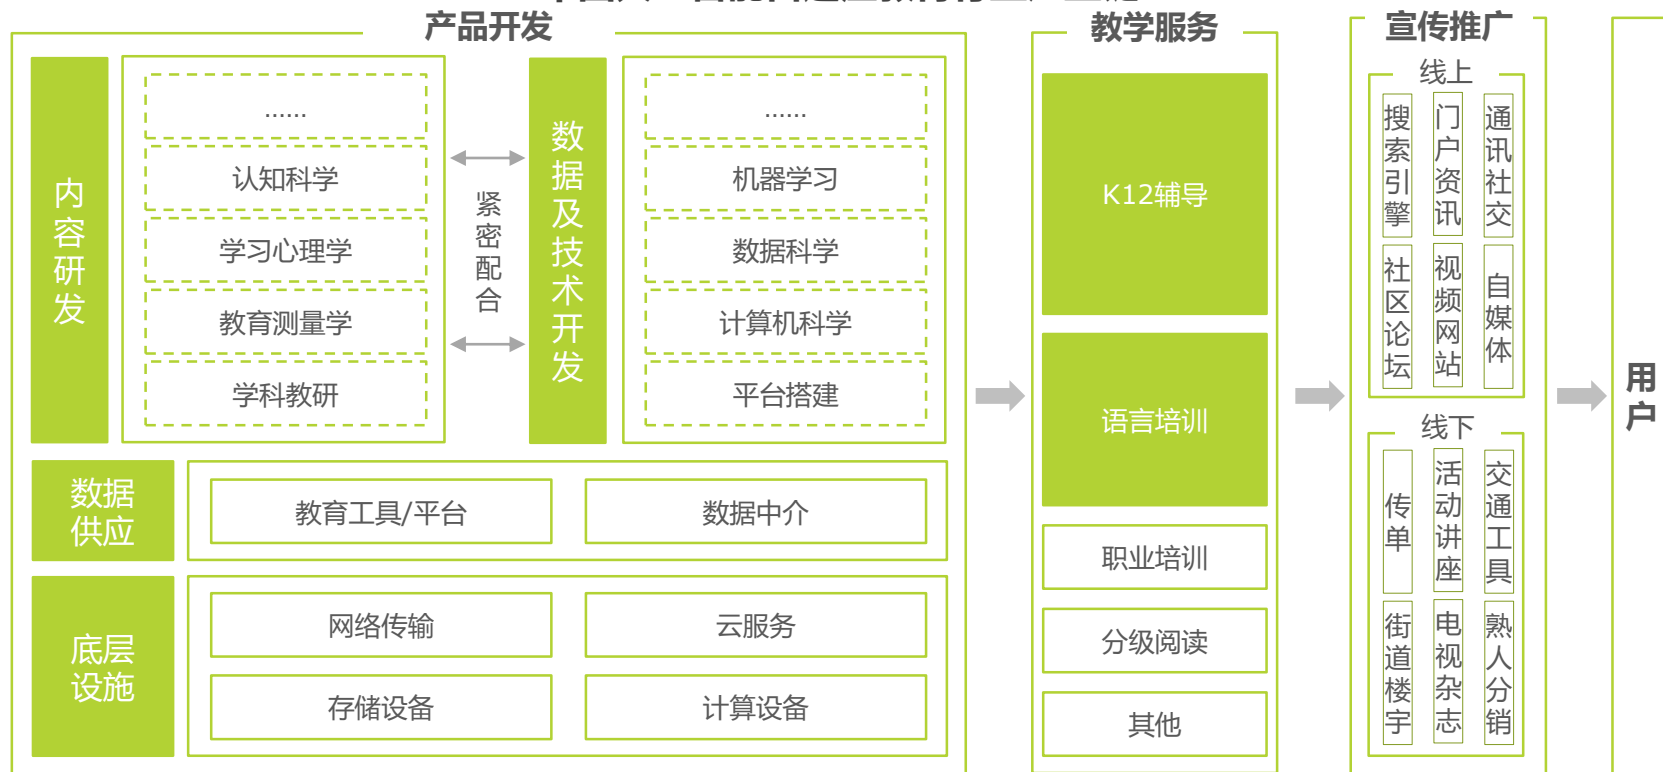 产品开发
内容研发
......
认知科学
学习心理学
教育测量学
学科教研
紧密配合
数据及技术开发
......
机器学习
数据科学
计算机科学
平台搭建
数据
供应
教育工具/平台
数据中介
底层
设施
网络传输
云服务
存储设备
计算设备
教学服务
K12辅导
语言培训
职业培训
分级阅读
其他
宣传推广
线上
搜索引擎
门户资讯
通讯社交
社区论坛
视频网站
自媒体
线下
传单
活动讲座
交通工具
街道楼宇
电视杂志
熟人分销
用户